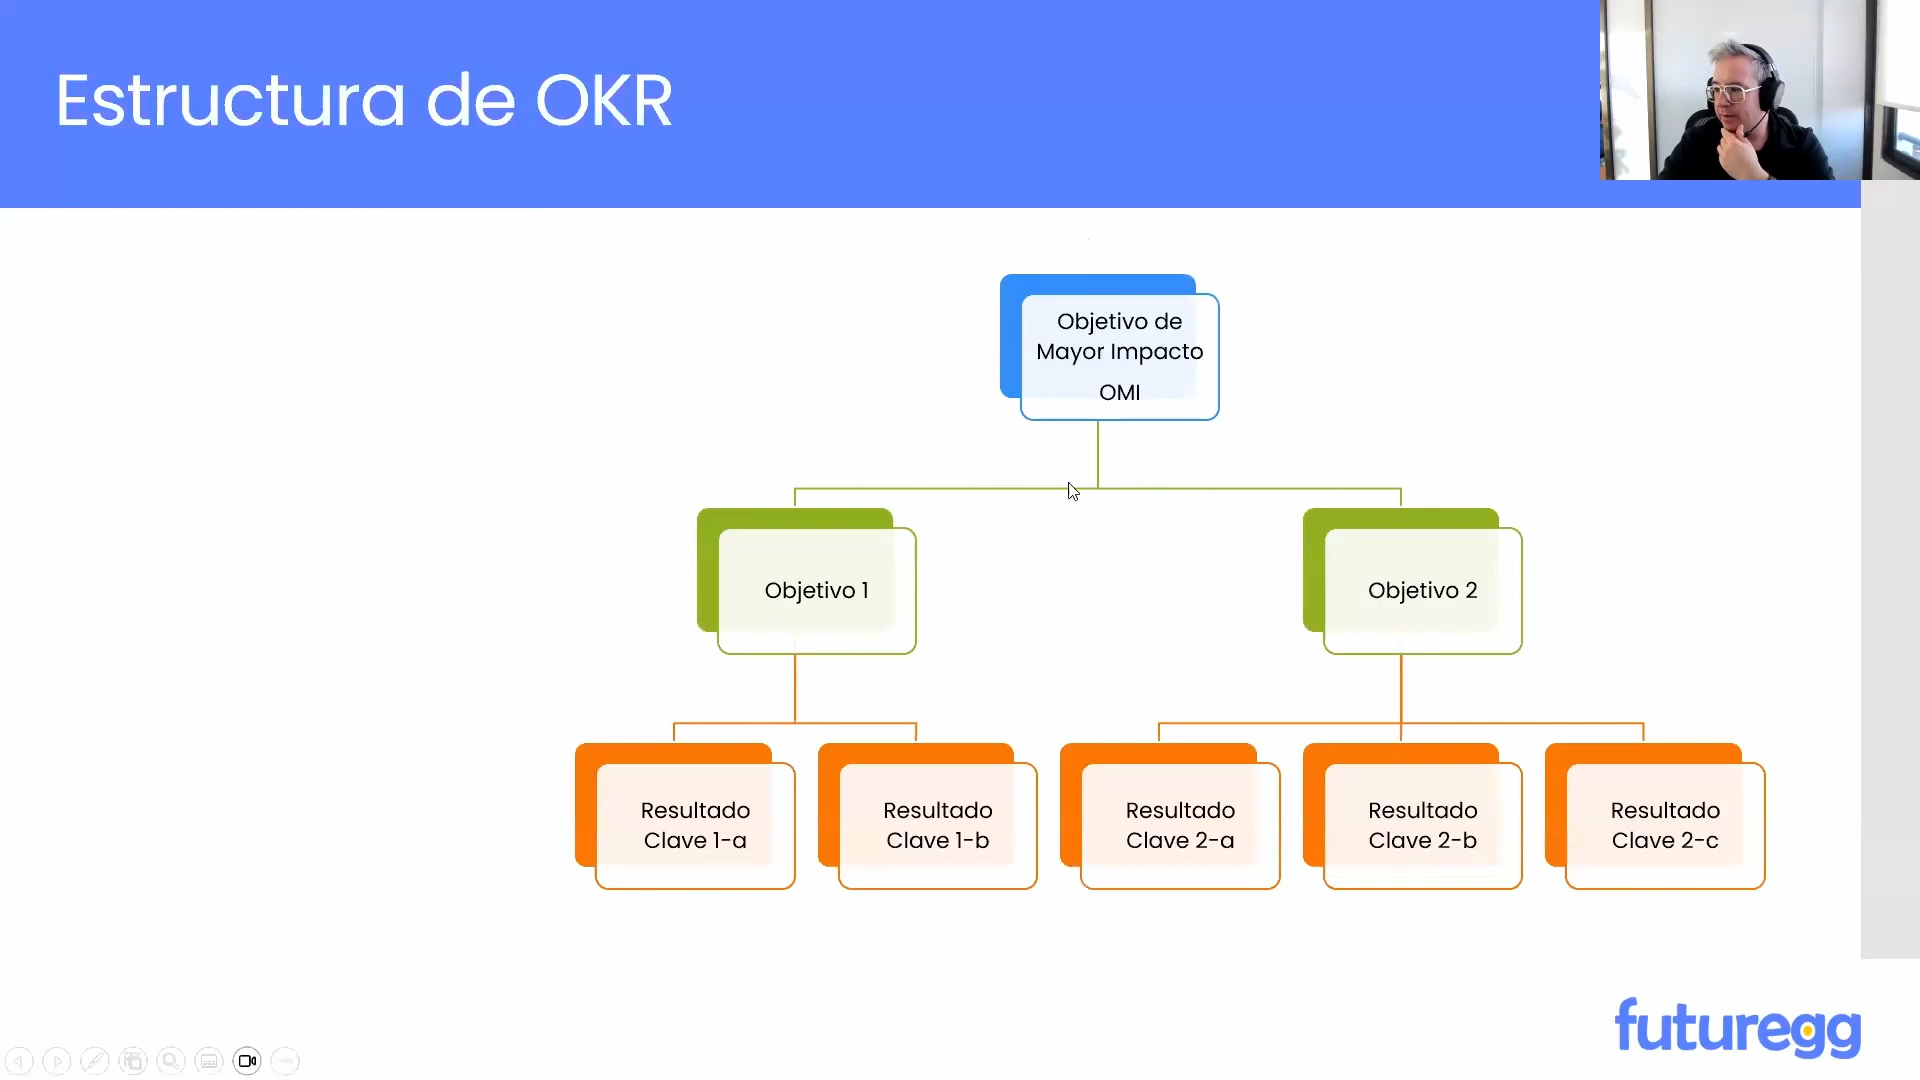 Estructura de OKR
Objetivo de
Mayor Impacto
OMI
Objetivo 1
Objetivo 2
Resultado
Clave 1-a
Resultado
Clave 1-b
Resultado
Clave 2-a
Resultado
Clave 2-b
Resultado
Clave 2-c
futuregg